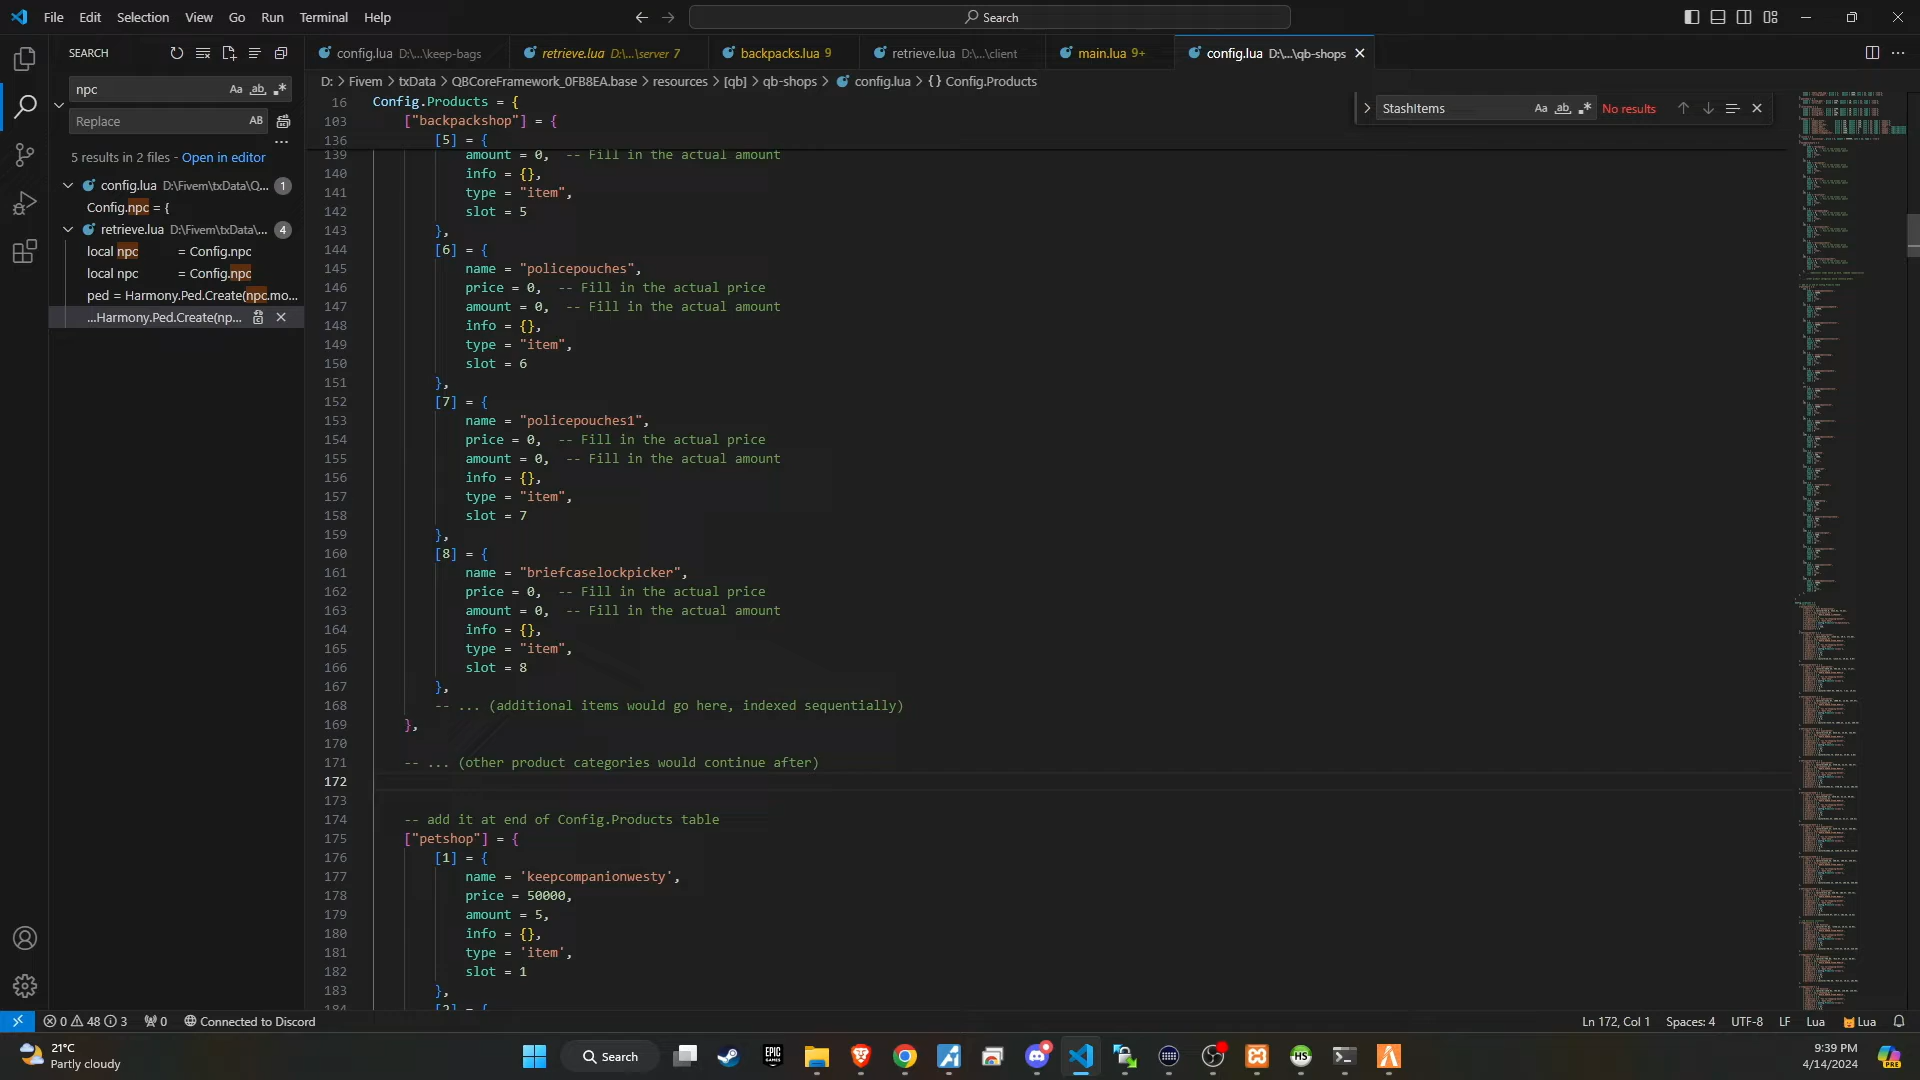 File Edit Selection View Go Run Terminal Help
Search
SEARCH
config.lua D:\...\keep-bags
retrieve.lua D:\...\server 7
backpacks.lua 9
retrieve.lua D:\...\client
main.lua 9+
config.lua D:\...\qb-shops
D: > Fivem > txData > QBCoreFramework_0FB8EA.base > resources > [qb] > qb-shops > config.lua > {} Config.Products
npc
Aa ab .*
Replace
AB
5 results in 2 files - Open in editor
config.lua D:\Fivem\txData\Q... 1
Config.npc = {
retrieve.lua D:\Fivem\txData\... 4
local npc = Config.npc
local npc = Config.npc
ped = Harmony.Ped.Create(npc.mo...
...Harmony.Ped.Create(np...
StashItems
Aa ab .*
No results
16 Config.Products = {
103 ["backpackshop"] = {
136 [5] = {
139 amount = 0, -- Fill in the actual amount
140 info = {},
141 type = "item",
142 slot = 5
143 },
144 [6] = {
145 name = "policepouches",
146 price = 0, -- Fill in the actual price
147 amount = 0, -- Fill in the actual amount
148 info = {},
149 type = "item",
150 slot = 6
151 },
152 [7] = {
153 name = "policepouches1",
154 price = 0, -- Fill in the actual price
155 amount = 0, -- Fill in the actual amount
156 info = {},
157 type = "item",
158 slot = 7
159 },
160 [8] = {
161 name = "briefcaselockpicker",
162 price = 0, -- Fill in the actual price
163 amount = 0, -- Fill in the actual amount
164 info = {},
165 type = "item",
166 slot = 8
167 },
168 -- ... (additional items would go here, indexed sequentially)
169 },
170
171 -- ... (other product categories would continue after)
172
173
174 -- add it at end of Config.Products table
175 ["petshop"] = {
176 [1] = {
177 name = 'keepcompanionwesty',
178 price = 50000,
179 amount = 5,
180 info = {},
181 type = 'item',
182 slot = 1
183 },
184 [2] = {
0 48 3 0 Connected to Discord
Ln 172, Col 1 Spaces: 4 UTF-8 LF Lua Lua
21°C
Partly cloudy
Search
EPIC GAMES
HS
9:39 PM
4/14/2024
PRE